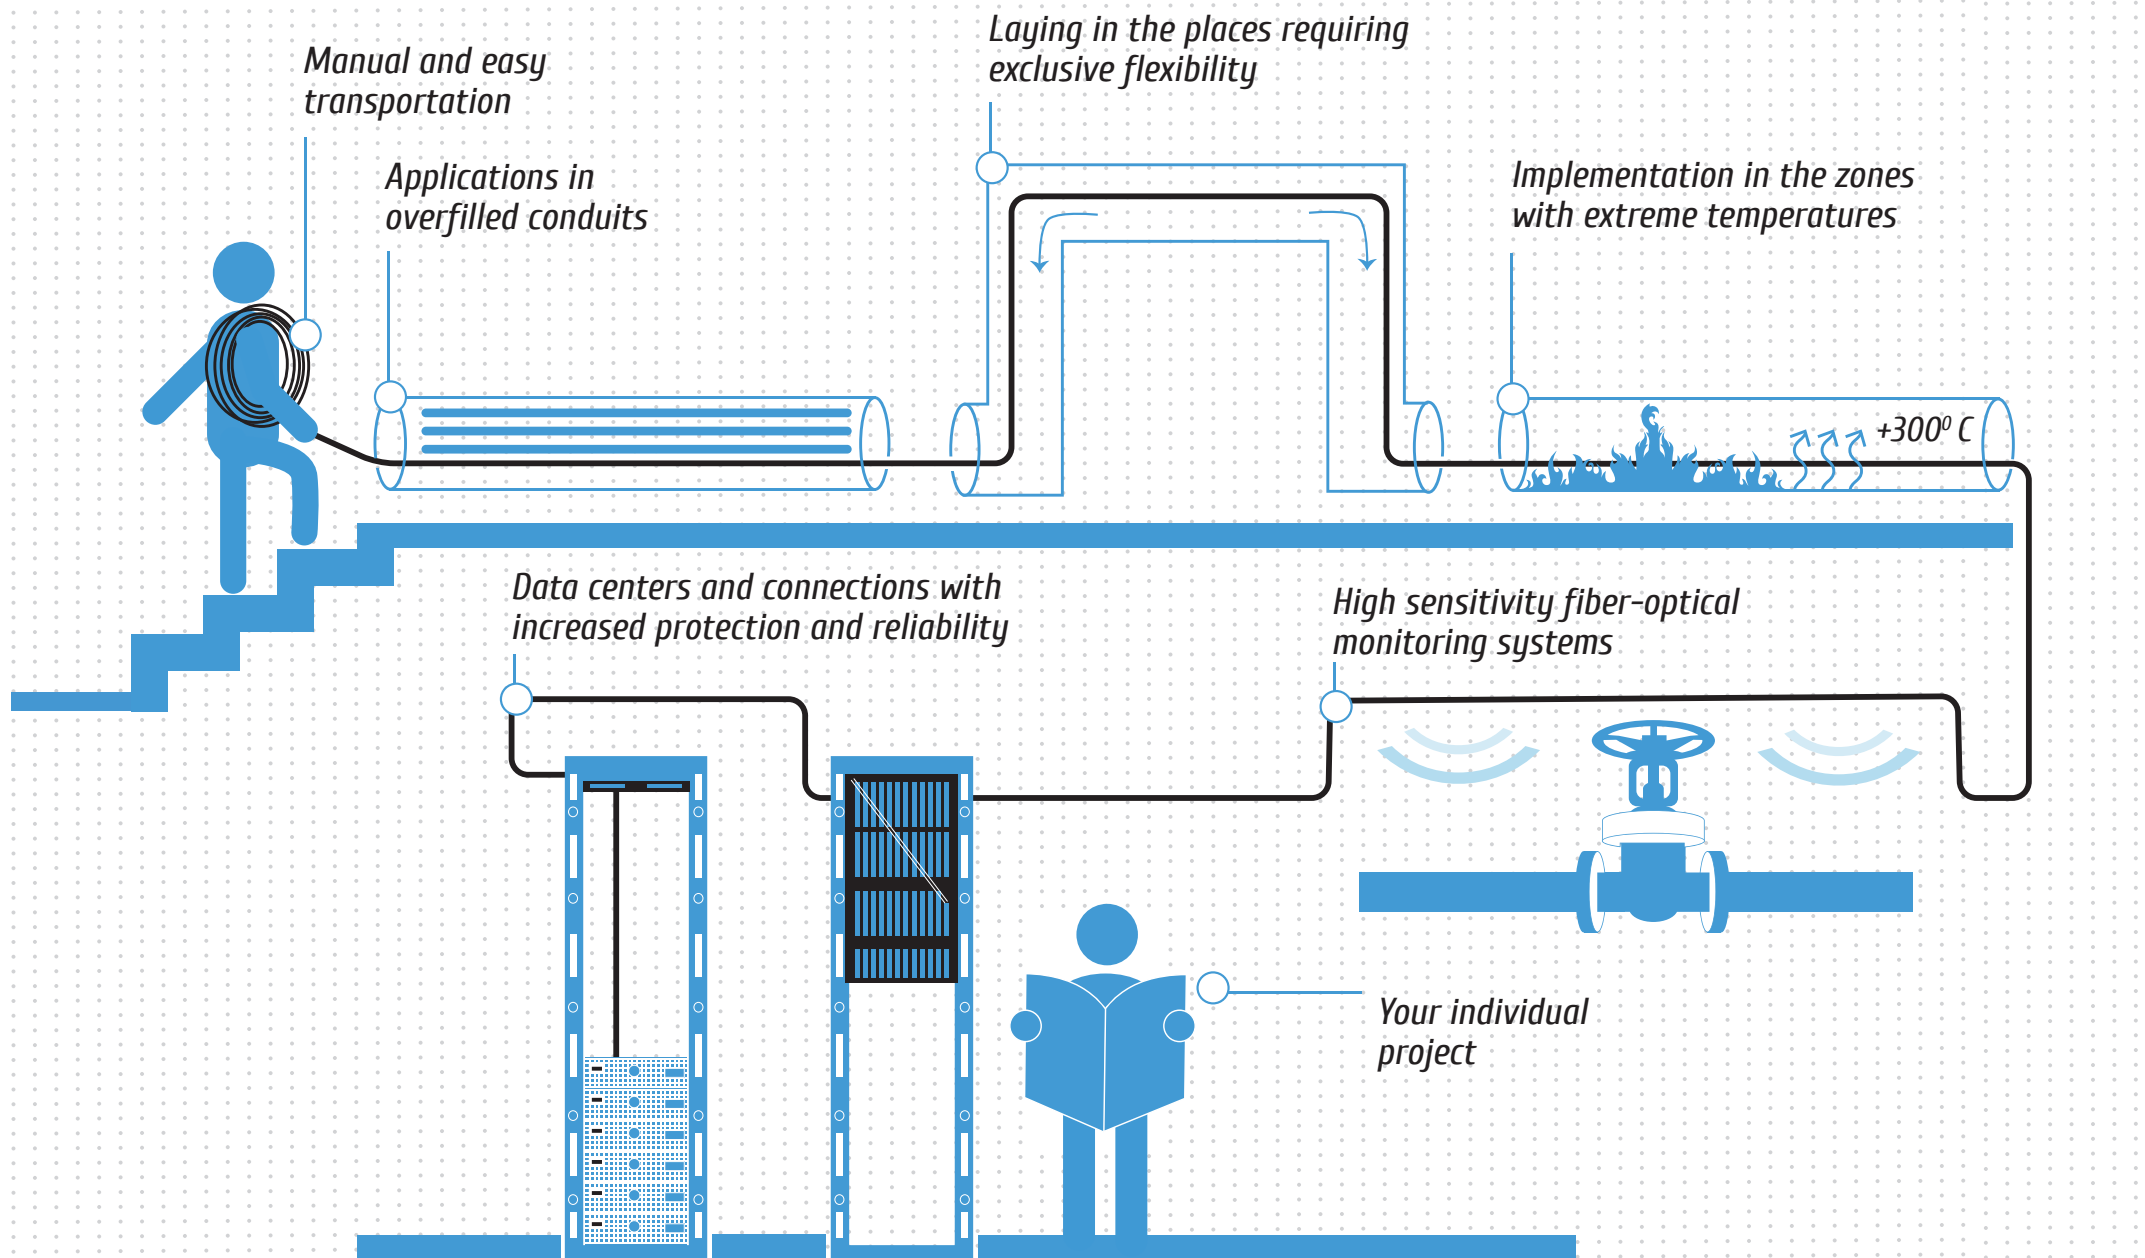 Manual and easy
transportation
Applications in
overfilled conduits
Laying in the places requiring
exclusive flexibility
Implementation in the zones
with extreme temperatures
+300⁰ C
Data centers and connections with
increased protection and reliability
High sensitivity fiber-optical
monitoring systems
Your individual
project